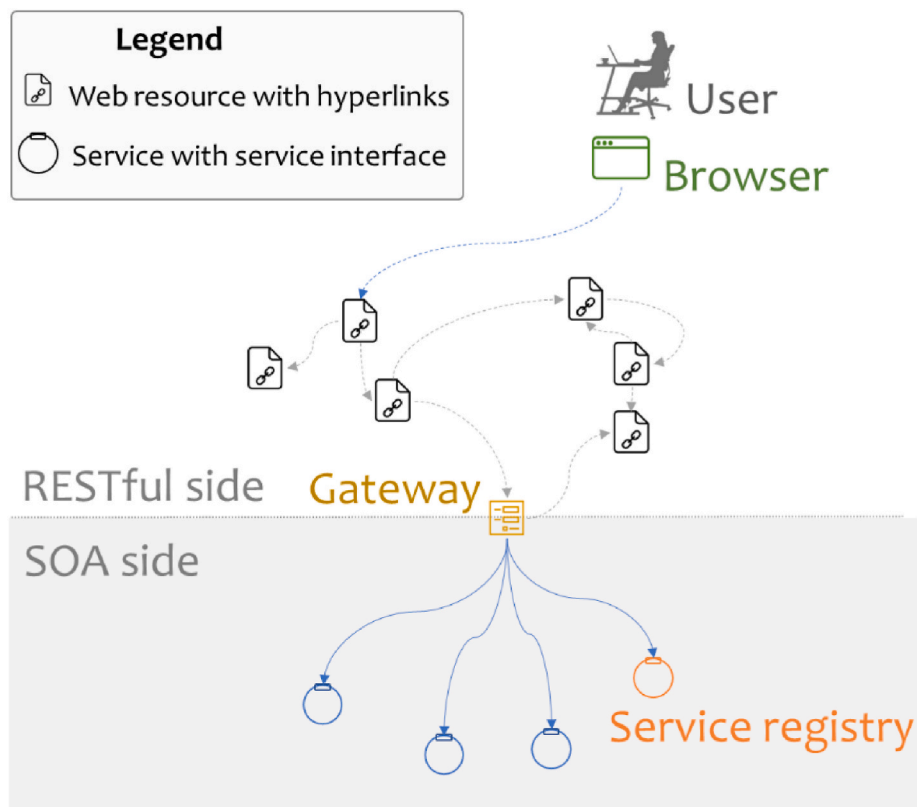 Legend
Web resource with hyperlinks
Service with service interface
User
Browser
RESTful side
Gateway
SOA side
Service registry